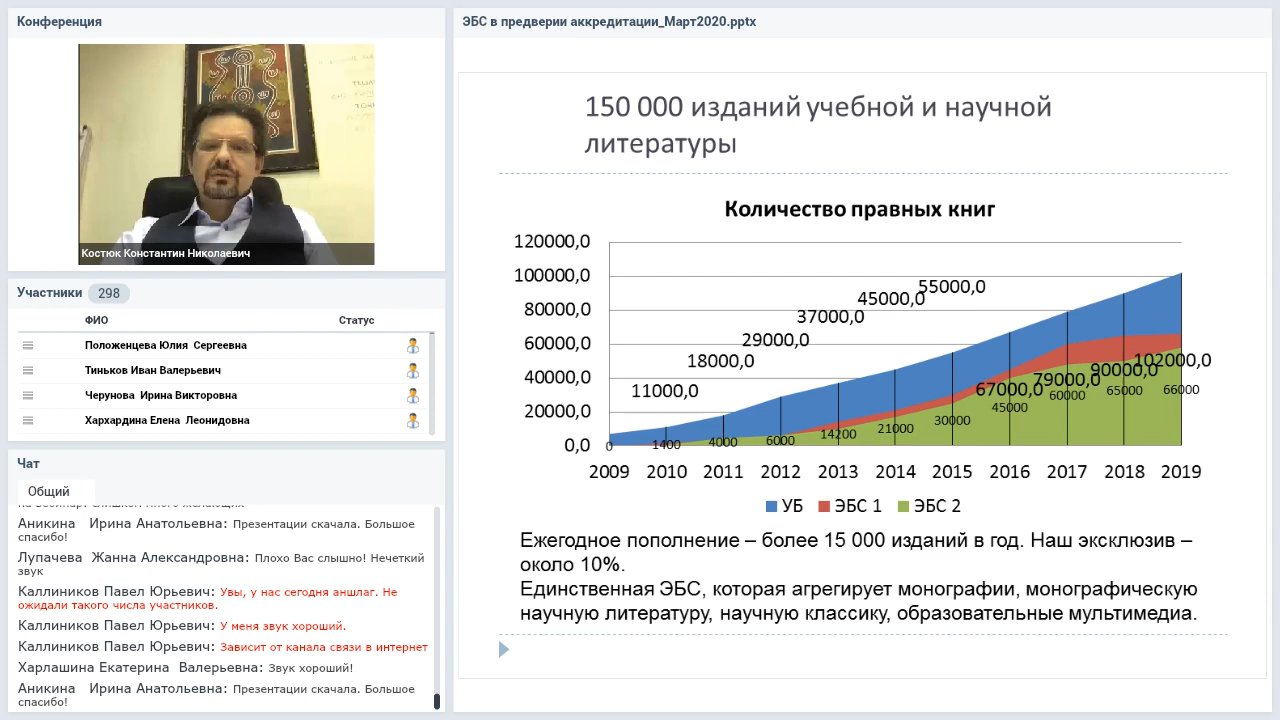 Конференция
Костюк Константин Николаевич
Участники 298
ФИО Статус
Положенцева Юлия Сергеевна
Тиньков Иван Валерьевич
Черунова Ирина Викторовна
Хархардина Елена Леонидовна
Чат
Общий
Аникина Ирина Анатольевна: Презентации скачала. Большое
спасибо!
Лупачева Жанна Александровна: Плохо Вас слышно! Нечеткий
звук
Каллиников Павел Юрьевич: Увы, у нас сегодня аншлаг. Не
ожидали такого числа участников.
Каллиников Павел Юрьевич: У меня звук хороший.
Каллиников Павел Юрьевич: Зависит от канала связи в интернет
Харлашина Екатерина Валерьевна: Звук хороший!
Аникина Ирина Анатольевна: Презентации скачала. Большое
спасибо!
ЭБС в предверии аккредитации_Март2020.pptx
150 000 изданий учебной и научной
литературы
Количество правных книг
120000,0
100000,0
80000,0
60000,0
40000,0
20000,0
0,0
11000,0
18000,0
29000,0
37000,0
45000,0
55000,0
67000,0
79000,0
90000,0
102000,0
0
1400
4000
6000
14200
21000
30000
45000
60000
65000
66000
2009 2010 2011 2012 2013 2014 2015 2016 2017 2018 2019
УБ ЭБС 1 ЭБС 2
Ежегодное пополнение – более 15 000 изданий в год. Наш эксклюзив –
около 10%.
Единственная ЭБС, которая агрегирует монографии, монографическую
научную литературу, научную классику, образовательные мультимедиа.